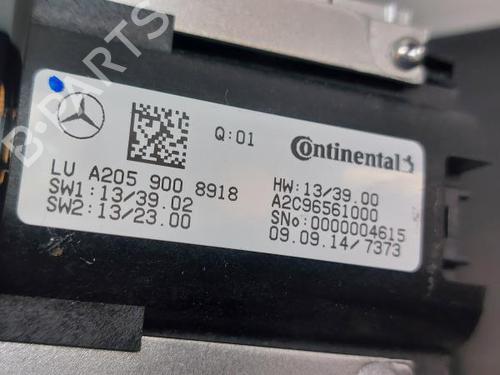 B-PARTS
Q:01
Continental
LU A205 900 8918
SW1:13/39.02
SW2:13/23.00
HW:13/39.00
A2C96561000
SNo:0000004615
09.09.14/7373